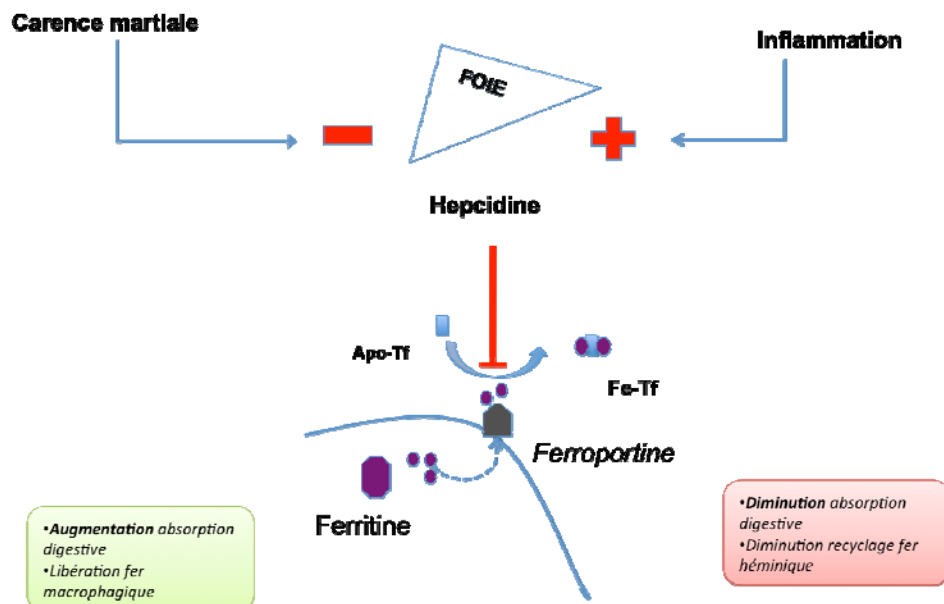 Carence martiale
Inflammation
FOIE
Hepcidine
Apo-Tf
Fe-Tf
Ferroportine
Ferritine
•Augmentation absorption
digestive
•Libération fer
macrophagique
•Diminution absorption
digestive
•Diminution recyclage fer
héminique